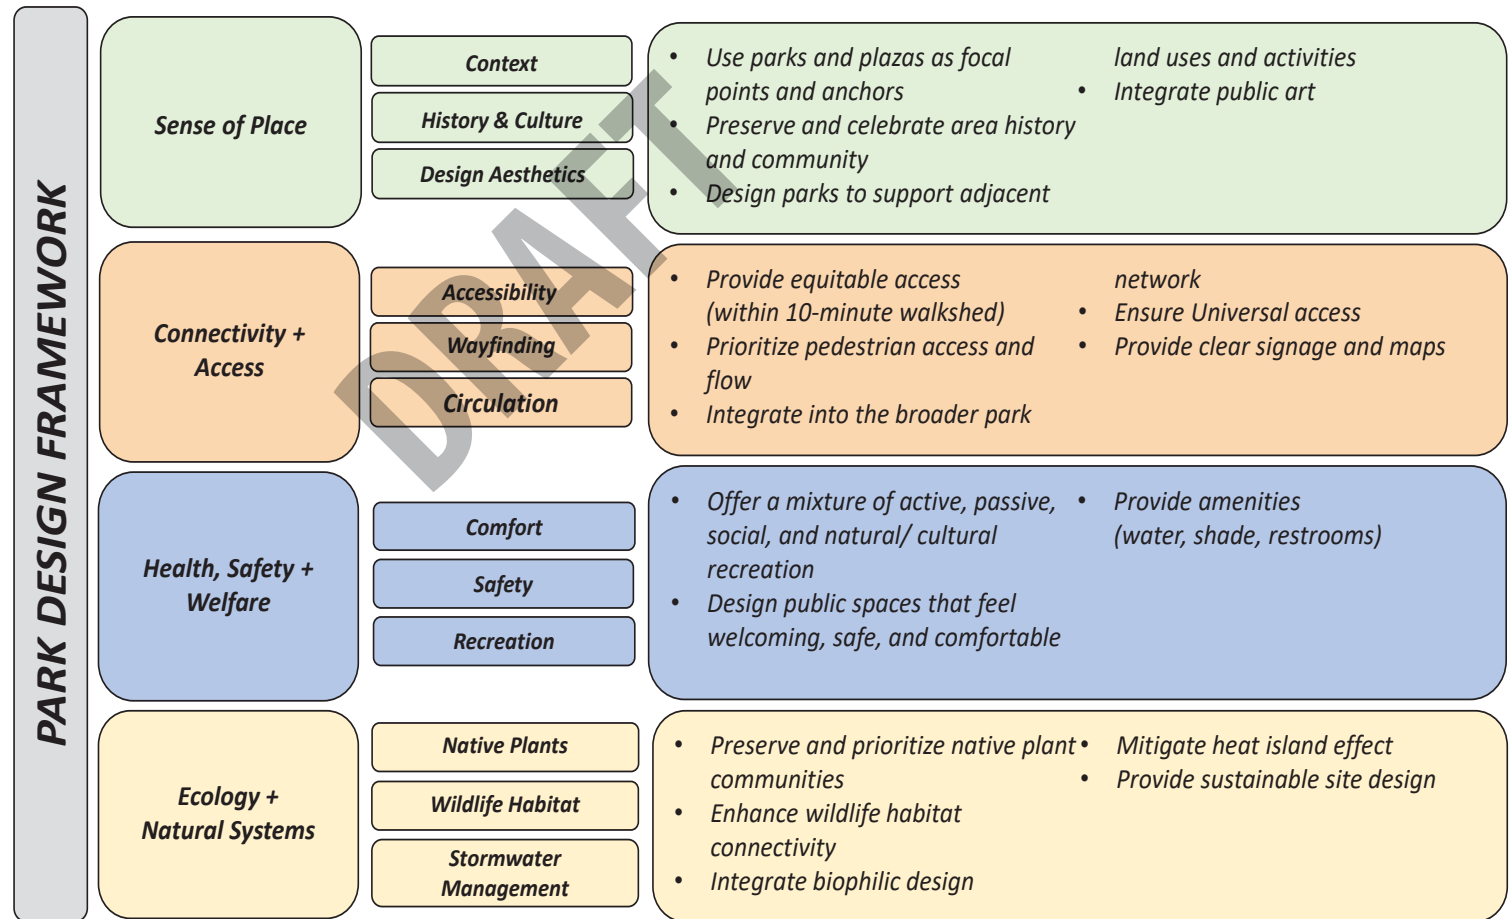 PARK DESIGN FRAMEWORK
Sense of Place
Context
History & Culture
Design Aesthetics
• Use parks and plazas as focal
points and anchors
• Preserve and celebrate area history
and community
• Design parks to support adjacent
land uses and activities
• Integrate public art
Connectivity +
Access
Accessibility
Wayfinding
Circulation
• Provide equitable access
(within 10-minute walkshed)
• Prioritize pedestrian access and
flow
• Integrate into the broader park
network
• Ensure Universal access
• Provide clear signage and maps
Health, Safety +
Welfare
Comfort
Safety
Recreation
• Offer a mixture of active, passive,
social, and natural/ cultural
recreation
• Design public spaces that feel
welcoming, safe, and comfortable
• Provide amenities
(water, shade, restrooms)
Ecology +
Natural Systems
Native Plants
Wildlife Habitat
Stormwater
Management
• Preserve and prioritize native plant
communities
• Enhance wildlife habitat
connectivity
• Integrate biophilic design
• Mitigate heat island effect
• Provide sustainable site design
DRAFT